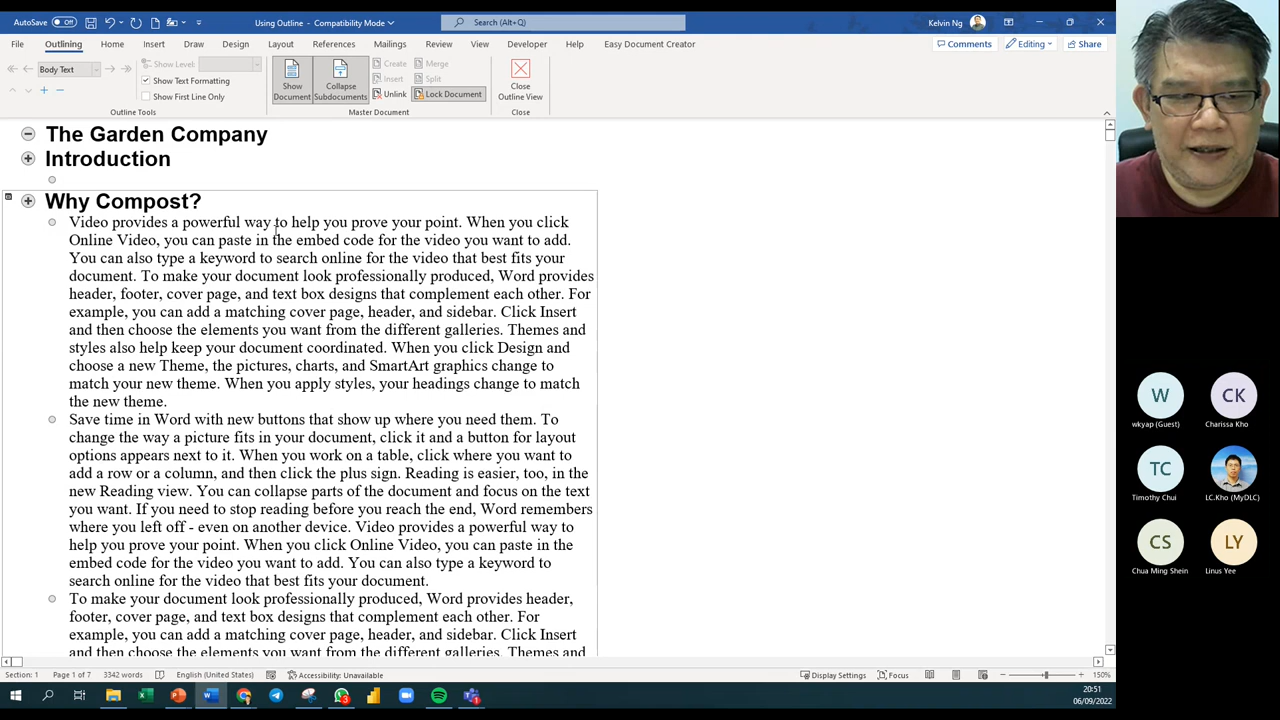 AutoSave Off Using Outline - Compatibility Mode Search (Alt+Q) Kelvin Ng
File Outlining Home Insert Draw Design Layout References Mailings Review View Developer Help Easy Document Creator Comments Editing Share
Body Text Show Level: Create Merge
Show Text Formatting Insert Split
Show First Line Only Show Document Collapse Subdocuments Unlink Lock Document Close Outline View
Outline Tools Master Document Close
The Garden Company
Introduction
Why Compost?
Video provides a powerful way to help you prove your point. When you click
Online Video, you can paste in the embed code for the video you want to add.
You can also type a keyword to search online for the video that best fits your
document. To make your document look professionally produced, Word provides
header, footer, cover page, and text box designs that complement each other. For
example, you can add a matching cover page, header, and sidebar. Click Insert
and then choose the elements you want from the different galleries. Themes and
styles also help keep your document coordinated. When you click Design and
choose a new Theme, the pictures, charts, and SmartArt graphics change to
match your new theme. When you apply styles, your headings change to match
the new theme.
Save time in Word with new buttons that show up where you need them. To
change the way a picture fits in your document, click it and a button for layout
options appears next to it. When you work on a table, click where you want to
add a row or a column, and then click the plus sign. Reading is easier, too, in the
new Reading view. You can collapse parts of the document and focus on the text
you want. If you need to stop reading before you reach the end, Word remembers
where you left off - even on another device. Video provides a powerful way to
help you prove your point. When you click Online Video, you can paste in the
embed code for the video you want to add. You can also type a keyword to
search online for the video that best fits your document.
To make your document look professionally produced, Word provides header,
footer, cover page, and text box designs that complement each other. For
example, you can add a matching cover page, header, and sidebar. Click Insert
and then choose the elements you want from the different galleries. Themes and
Section: 1 Page 1 of 7 3342 words English (United States) Accessibility: Unavailable Display Settings Focus 150%
20:51
06/09/2022
W CK
wkyap (Guest) Charissa Kho
TC
Timothy Chui LC.Kho (MyDLC)
CS LY
Chua Ming Shein Linus Yee